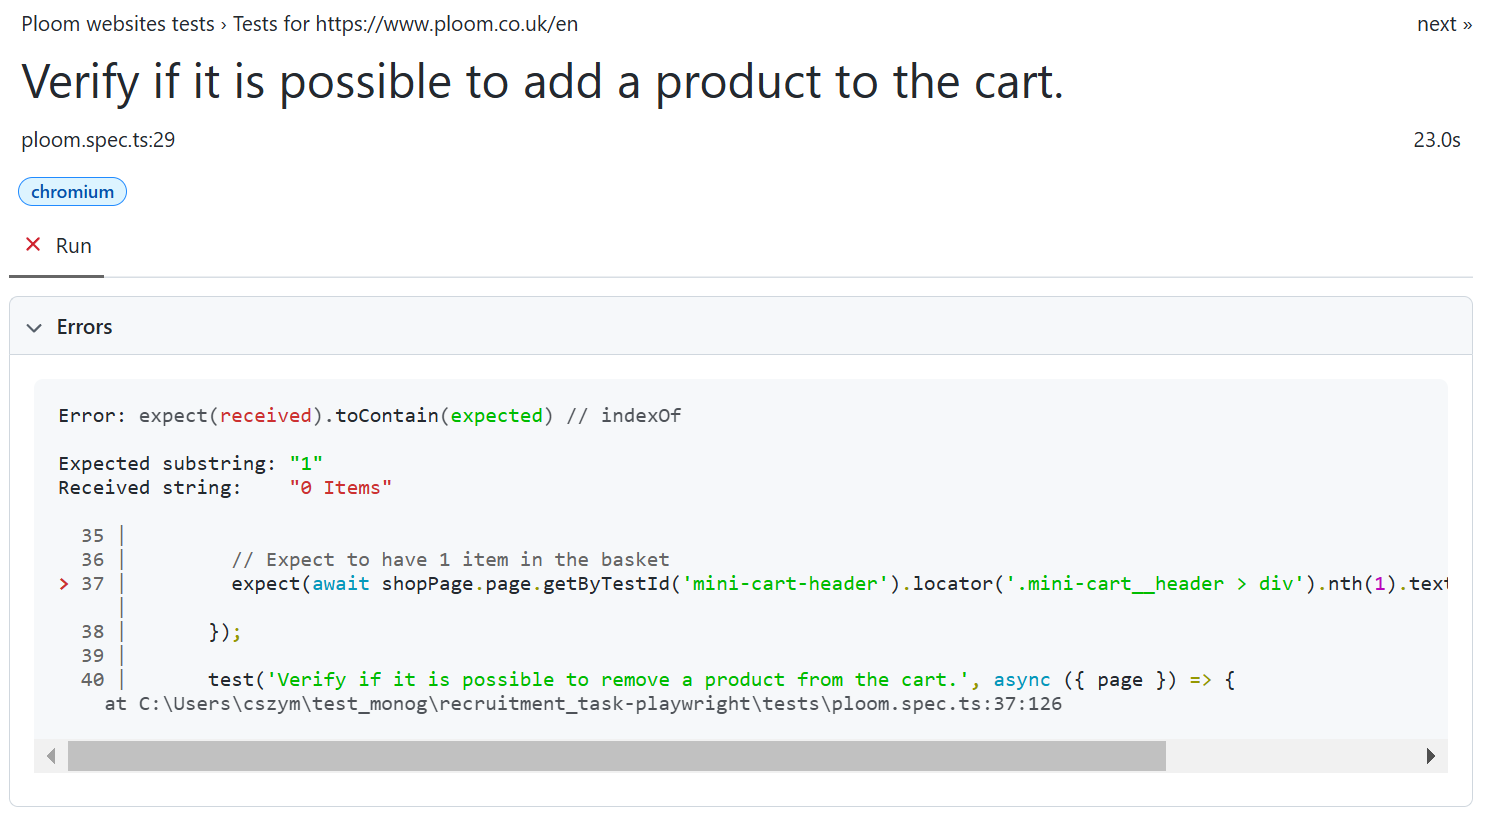 Ploom websites tests › Tests for https://www.ploom.co.uk/en
next »
Verify if it is possible to add a product to the cart.
ploom.spec.ts:29
23.0s
chromium
Run
Errors
Error: expect(received).toContain(expected) // indexOf
Expected substring: "1"
Received string:    "0 Items"
35 |
36 |         // Expect to have 1 item in the basket
> 37 |         expect(await shopPage.page.getByTestId('mini-cart-header').locator('.mini-cart__header > div').nth(1).text
|
38 |       });
39 |
40 |       test('Verify if it is possible to remove a product from the cart.', async ({ page }) => {
at C:\Users\cszym\test_monog\recruitment_task-playwright\tests\ploom.spec.ts:37:126